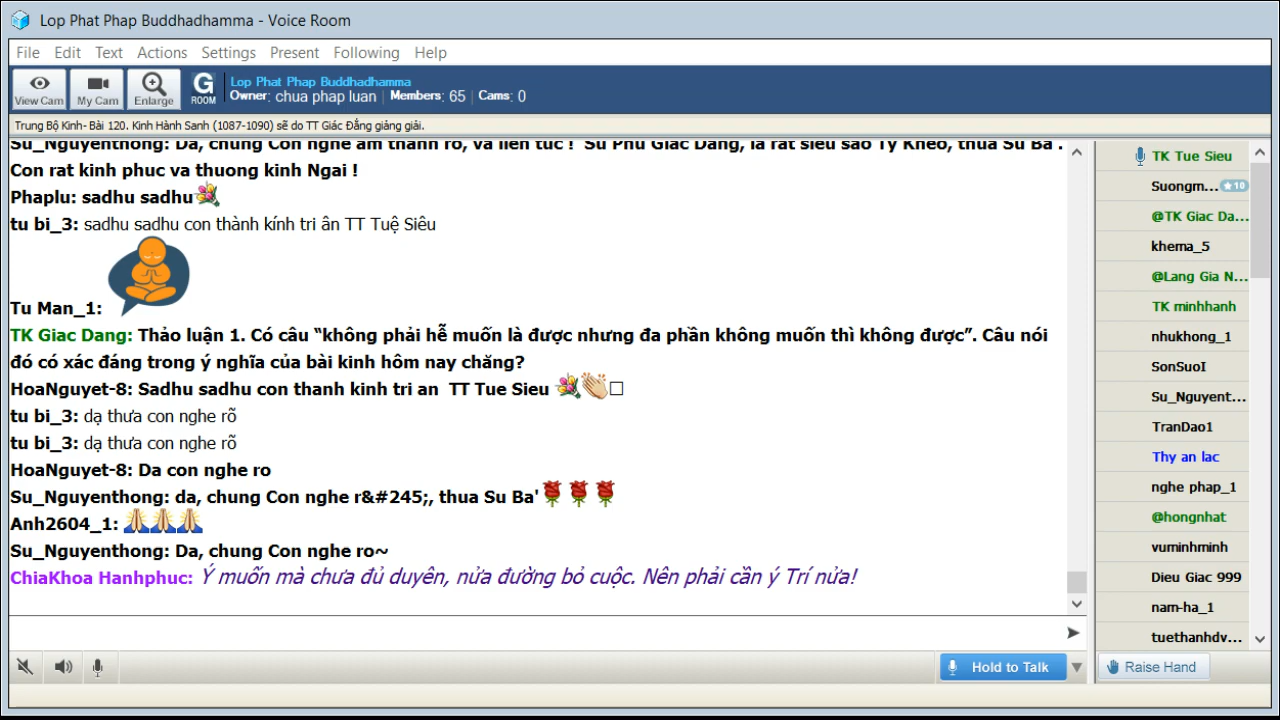 Lop Phat Phap Buddhadhamma - Voice Room
File Edit Text Actions Settings Present Following Help
View Cam My Cam Enlarge G ROOM
Lop Phat Phap Buddhadhamma
Owner: chua phap luan | Members: 65 | Cams: 0
Trung Bộ Kinh- Bài 120. Kinh Hành Sanh (1087-1090) sẽ do TT Giác Đẳng giảng giải.
Su_Nguyenthong: Da, chung Con nghe am thanh ro, va lien tuc ! Su Phu Giac Dang, la rat sieu sao Ty Kheo, thua Su Ba' .
Con rat kinh phuc va thuong kinh Ngai !
Phaplu: sadhu sadhu
tu bi_3: sadhu sadhu con thành kính tri ân TT Tuệ Siêu
Tu Man_1:
TK Giac Dang: Thảo luận 1. Có câu “không phải hễ muốn là được nhưng đa phần không muốn thì không được”. Câu nói
đó có xác đáng trong ý nghĩa của bài kinh hôm nay chăng?
HoaNguyet-8: Sadhu sadhu con thanh kinh tri an TT Tue Sieu
tu bi_3: dạ thưa con nghe rõ
tu bi_3: dạ thưa con nghe rõ
HoaNguyet-8: Da con nghe ro
Su_Nguyenthong: da, chung Con nghe r&#245;, thua Su Ba'
Anh2604_1:
Su_Nguyenthong: Da, chung Con nghe ro~
ChiaKhoa Hanhphuc: Ý muốn mà chưa đủ duyên, nửa đường bỏ cuộc. Nên phải cần ý Trí nửa!
Hold to Talk
TK Tue Sieu
Suongm... 10
@TK Giac Da...
khema_5
@Lang Gia N...
TK minhhanh
nhukhong_1
SonSuoI
Su_Nguyent...
TranDao1
Thy an lac
nghe phap_1
@hongnhat
vuminhminh
Dieu Giac 999
nam-ha_1
tuethanhdv...
Raise Hand